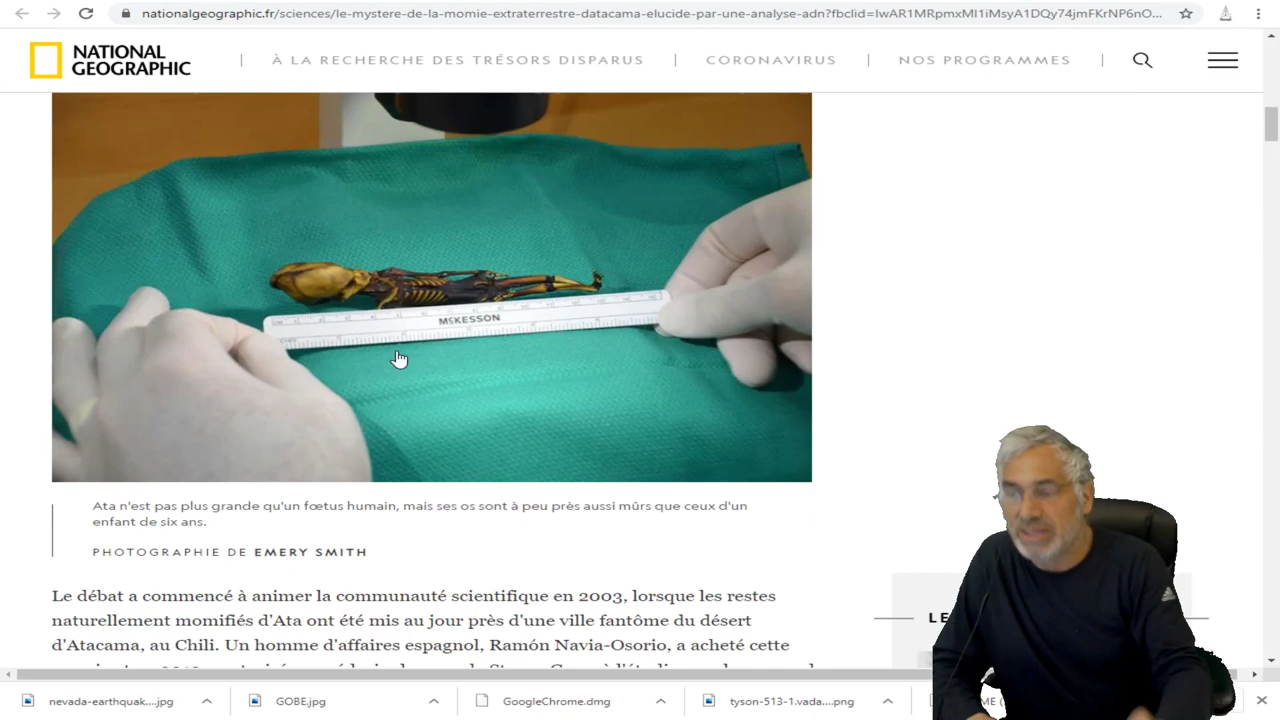 nationalgeographic.fr/sciences/le-mystere-de-la-momie-extraterrestre-datacama-elucide-par-une-analyse-adn?fbclid=IwAR1MRpmxMI1iMsyA1DQy74jmFKrNP6nO...
NATIONAL
GEOGRAPHIC
À LA RECHERCHE DES TRÉSORS DISPARUS
CORONAVIRUS
NOS PROGRAMMES
McKESSON
Ata n'est pas plus grande qu'un fœtus humain, mais ses os sont à peu près aussi mûrs que ceux d'un
enfant de six ans.
PHOTOGRAPHIE DE EMERY SMITH
Le débat a commencé à animer la communauté scientifique en 2003, lorsque les restes
naturellement momifiés d'Ata ont été mis au jour près d'une ville fantôme du désert
d'Atacama, au Chili. Un homme d'affaires espagnol, Ramón Navia-Osorio, a acheté cette
LE
nevada-earthquak....jpg
GOBE.jpg
GoogleChrome.dmg
tyson-513-1.vada....png